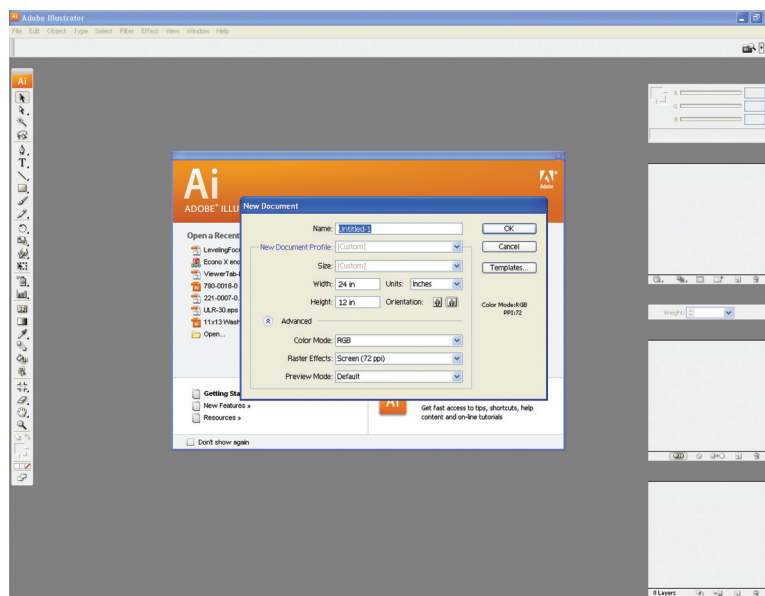 Adobe Illustrator
File Edit Object Type Select Filter Effect View Window Help
Ai
Ai
Adobe
ADOBE® ILLU
New Document
Name: Untitled-1
OK
Open a Recent
New Document Profile: [Custom]
Cancel
LevelingFoc
Size: [Custom]
Templates...
Econo X enc
ViewerTab-
Width: 24 in Units: Inches
790-0018-0
221-0007-0.
Height: 12 in Orientation:
Color Mode:RGB
PPI:72
ULR-30.eps
Advanced
11x13 Wash
Open...
Color Mode: RGB
Raster Effects: Screen (72 ppi)
Preview Mode: Default
Getting Sta
New Features »
Resources »
Ai
Get fast access to tips, shortcuts, help
content and on-line tutorials
Don't show again
R
G
B
Weight:
0 Layers